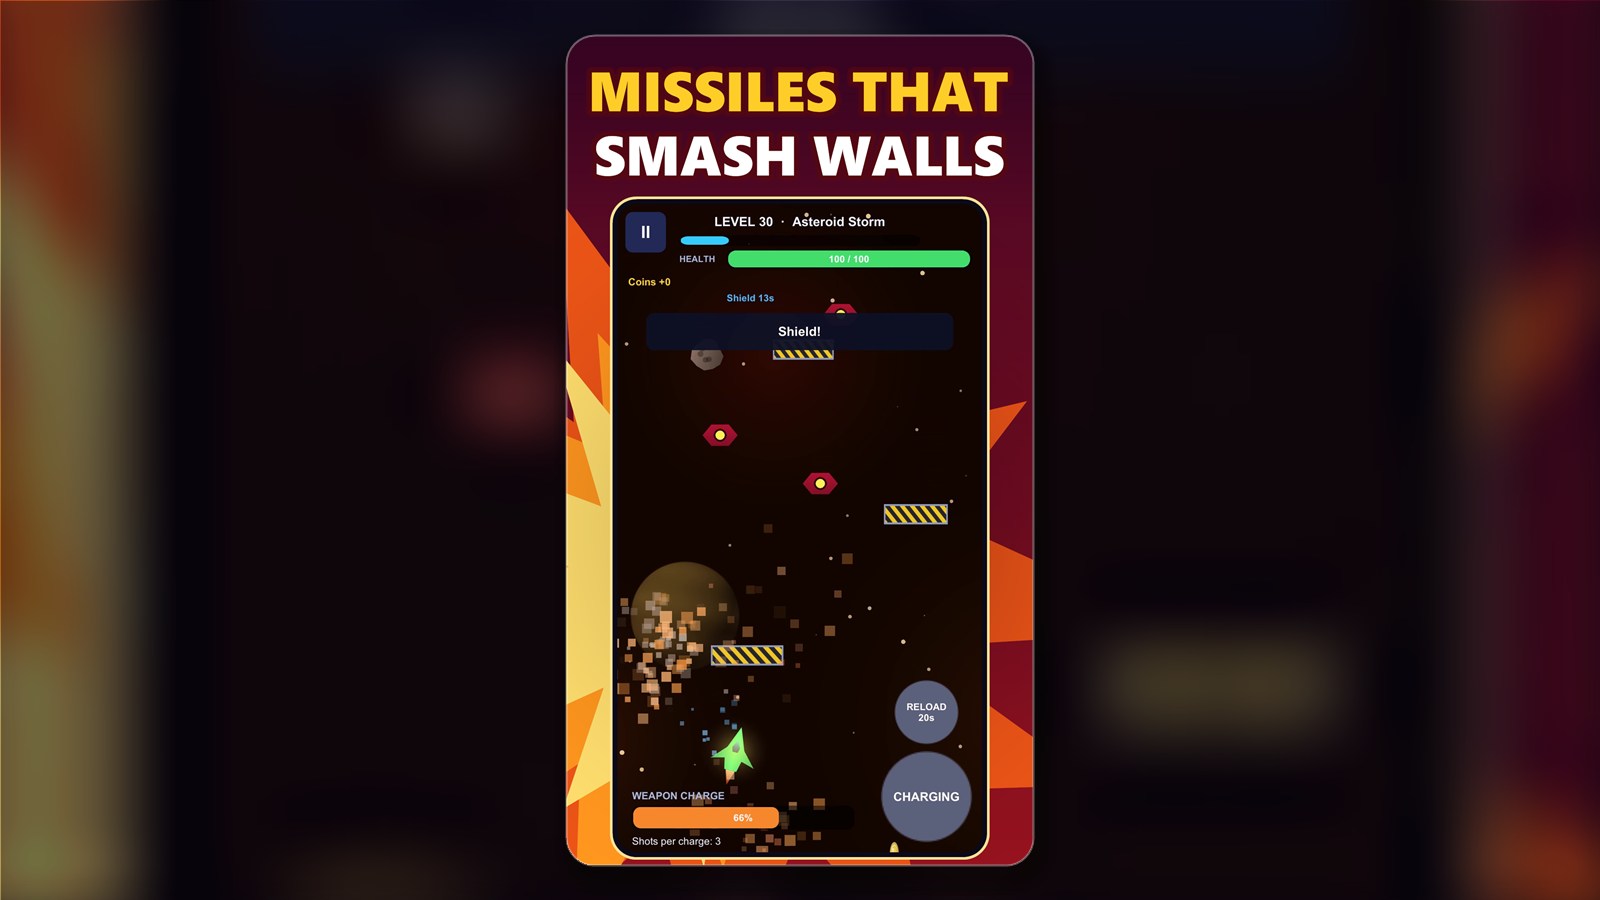 MISSILES THAT
SMASH WALLS
LEVEL 30 · Asteroid Storm
HEALTH
100 / 100
Coins +0
Shield 13s
Shield!
RELOAD
20s
CHARGING
WEAPON CHARGE
66%
Shots per charge: 3